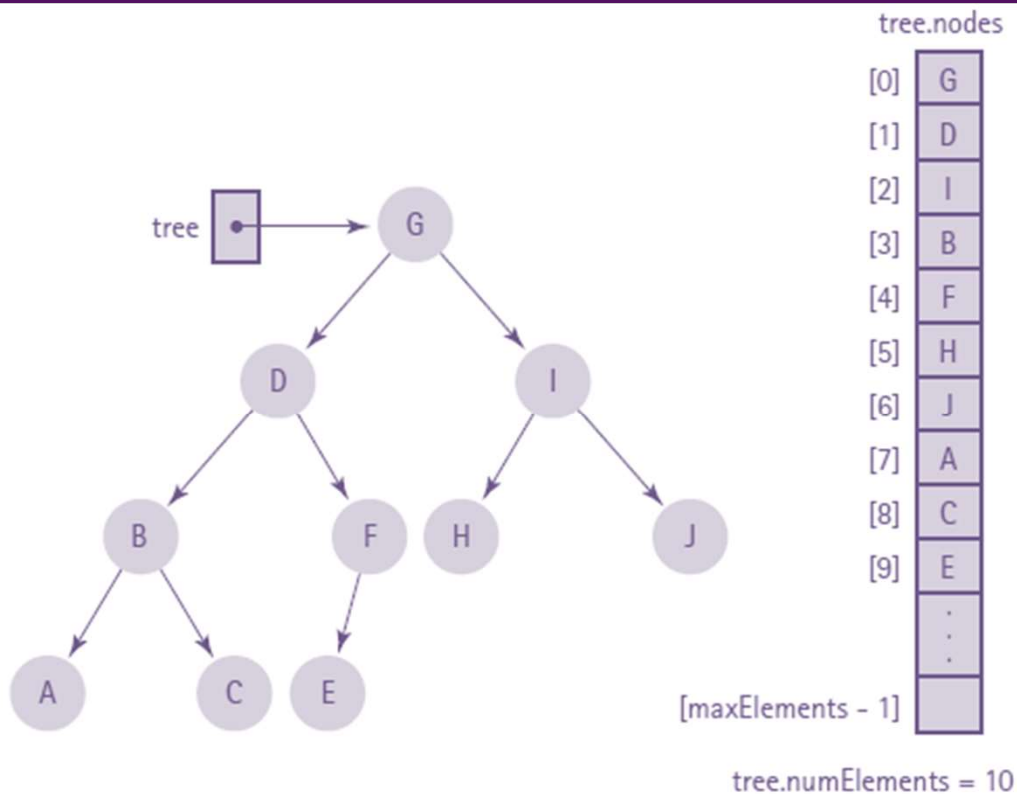 tree.nodes
[0] G
[1] D
[2] I
[3] B
[4] F
[5] H
[6] J
[7] A
[8] C
[9] E
.
.
.
[maxElements - 1]
tree.numElements = 10
tree
G
D I
B F H J
A C E